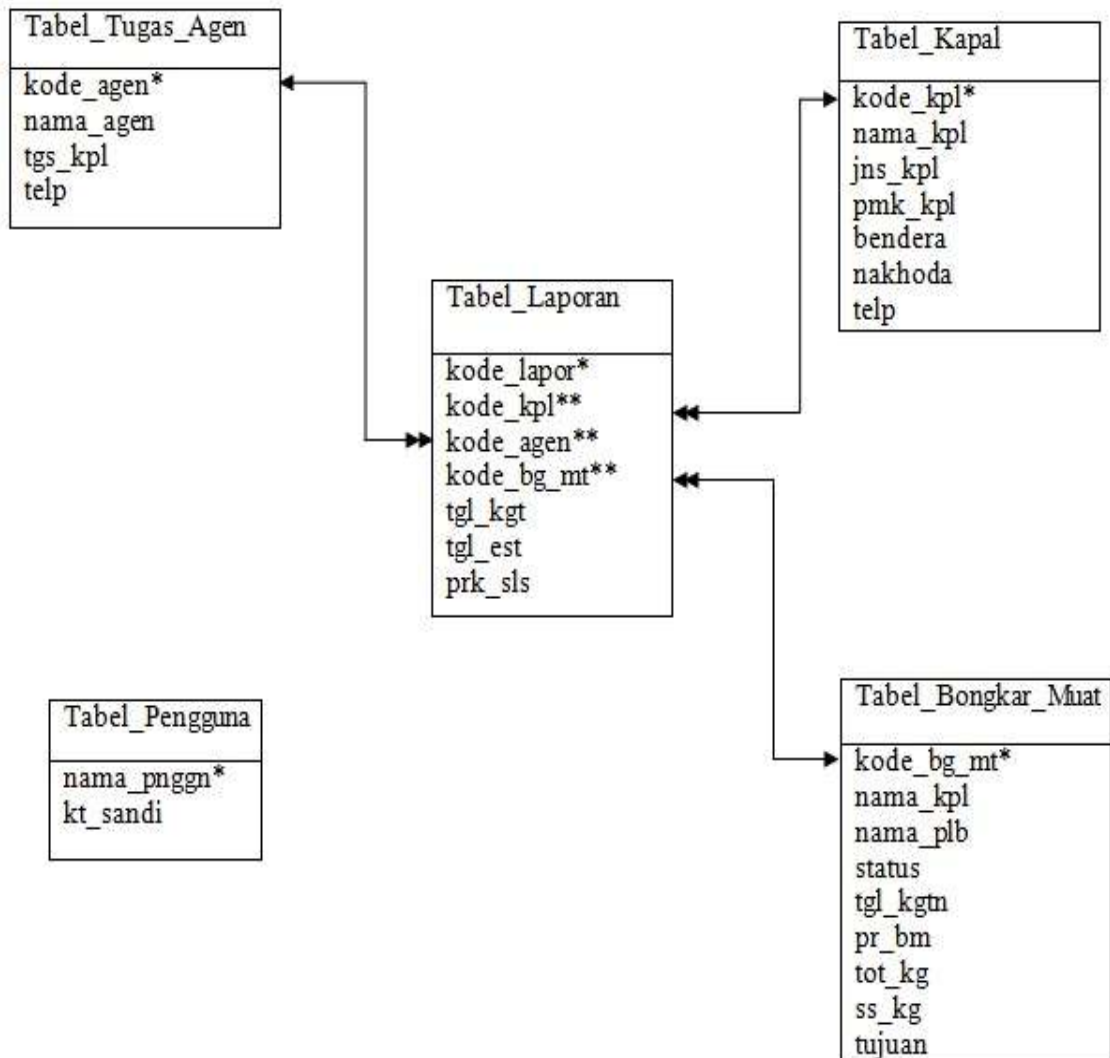 Tabel_Tugas_Agen
kode_agen*
nama_agen
tgs_kpl
telp
Tabel_Kapal
kode_kpl*
nama_kpl
jns_kpl
pmk_kpl
bendera
nakhoda
telp
Tabel_Laporan
kode_lapor*
kode_kpl**
kode_agen**
kode_bg_mt**
tgl_kgt
tgl_est
prk_sls
Tabel_Pengguna
nama_pnggn*
kt_sandi
Tabel_Bongkar_Muat
kode_bg_mt*
nama_kpl
nama_plb
status
tgl_kgtn
pr_bm
tot_kg
ss_kg
tujuan